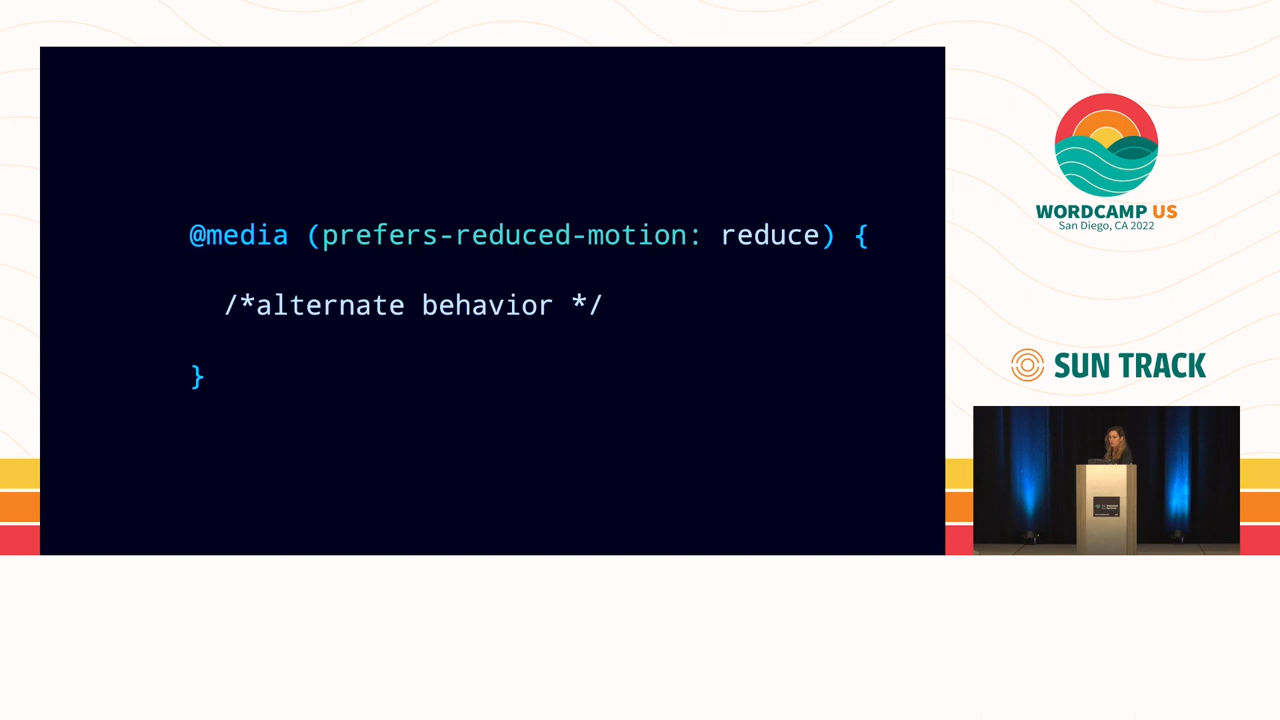 @media (prefers-reduced-motion: reduce) {
/*alternate behavior */
}
WORDCAMP US
San Diego, CA 2022
SUN TRACK